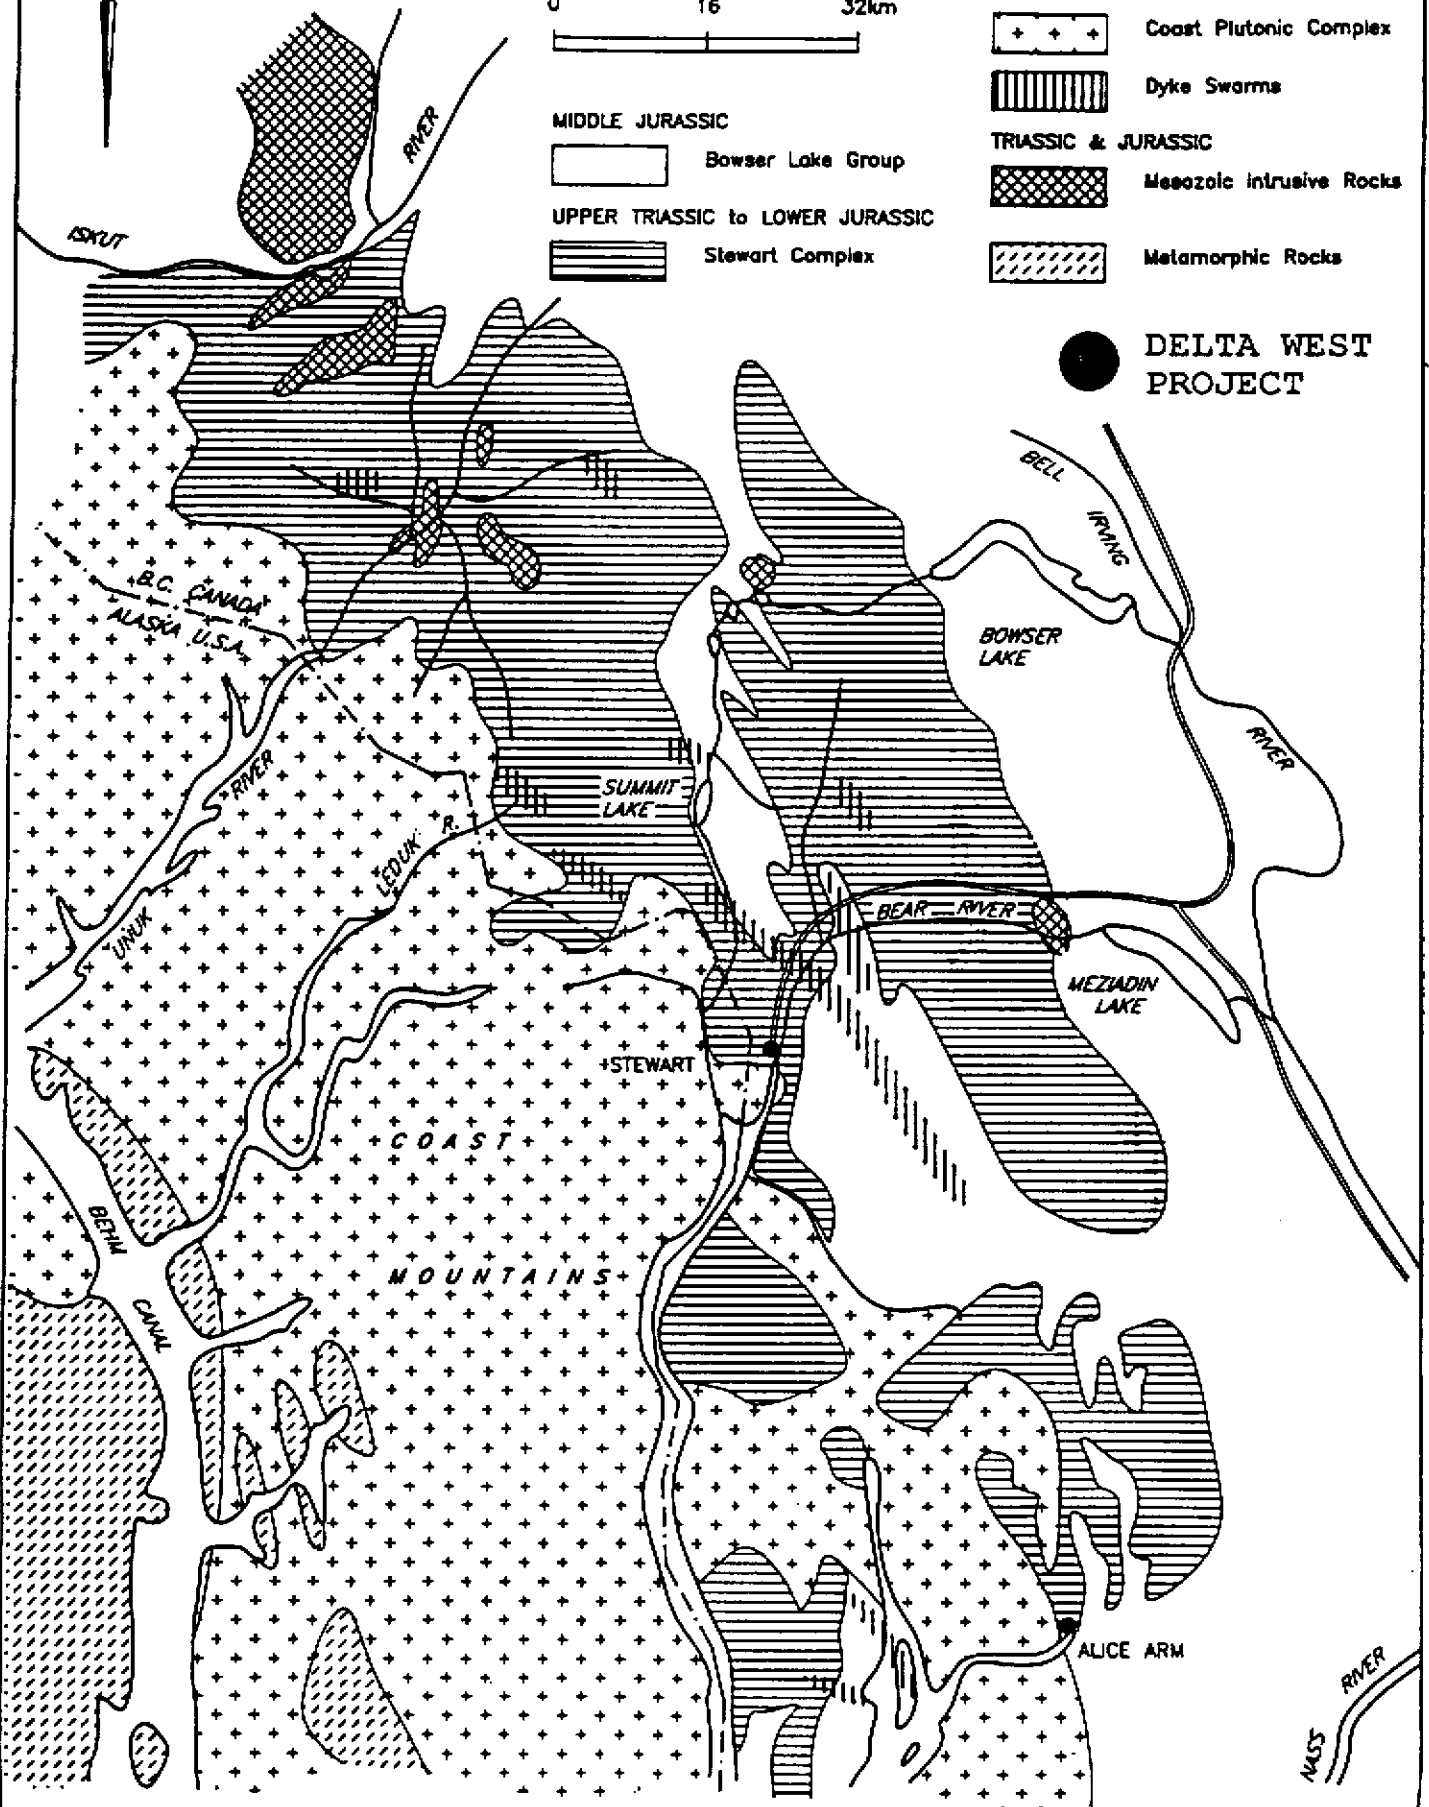 0 16 32km
Coast Plutonic Complex
Dyke Swarms
MIDDLE JURASSIC
Bowser Lake Group
TRIASSIC & JURASSIC
Mesozoic Intrusive Rocks
UPPER TRIASSIC to LOWER JURASSIC
Stewart Complex
Metamorphic Rocks
DELTA WEST
PROJECT
RIVER
ISKUT
BELL
IRVING
RIVER
B.C. CANADA
ALASKA U.S.A.
BOWSER
LAKE
RIVER
UNUK
SUMMIT
LAKE
LEDUK R.
BEAR RIVER
MEZIADIN
LAKE
STEWART
COAST
MOUNTAINS
BEHM
CANAL
ALICE ARM
NASS
RIVER